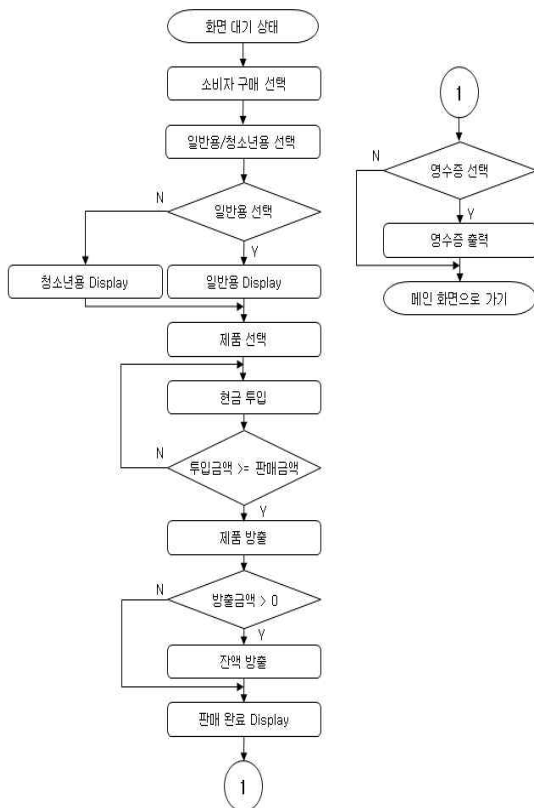 화면 대기 상태
소비자 구매 선택
일반용/청소년용 선택
일반용 선택
N
Y
청소년용 Display
일반용 Display
제품 선택
현금 투입
투입금액 >= 판매금액
N
Y
제품 방출
방출금액 > 0
N
Y
잔액 방출
판매 완료 Display
1
1
영수증 선택
N
Y
영수증 출력
메인 화면으로 가기